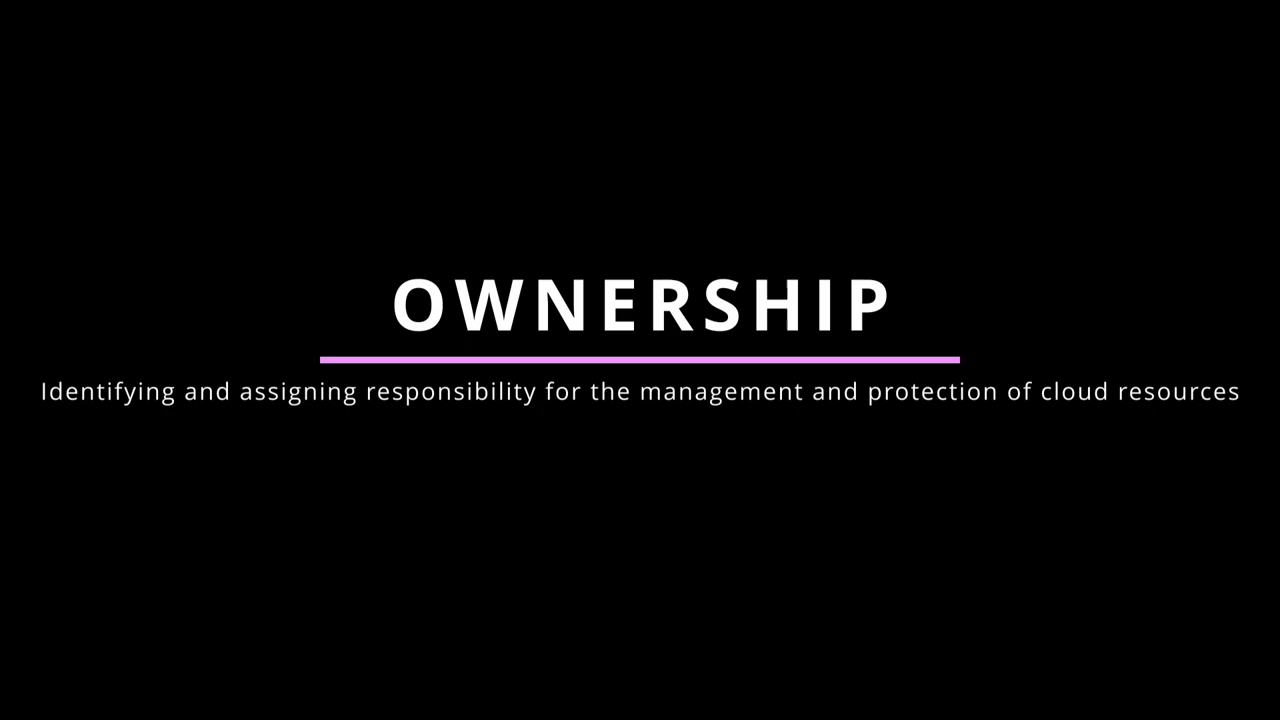 OWNERSHIP
Identifying and assigning responsibility for the management and protection of cloud resources